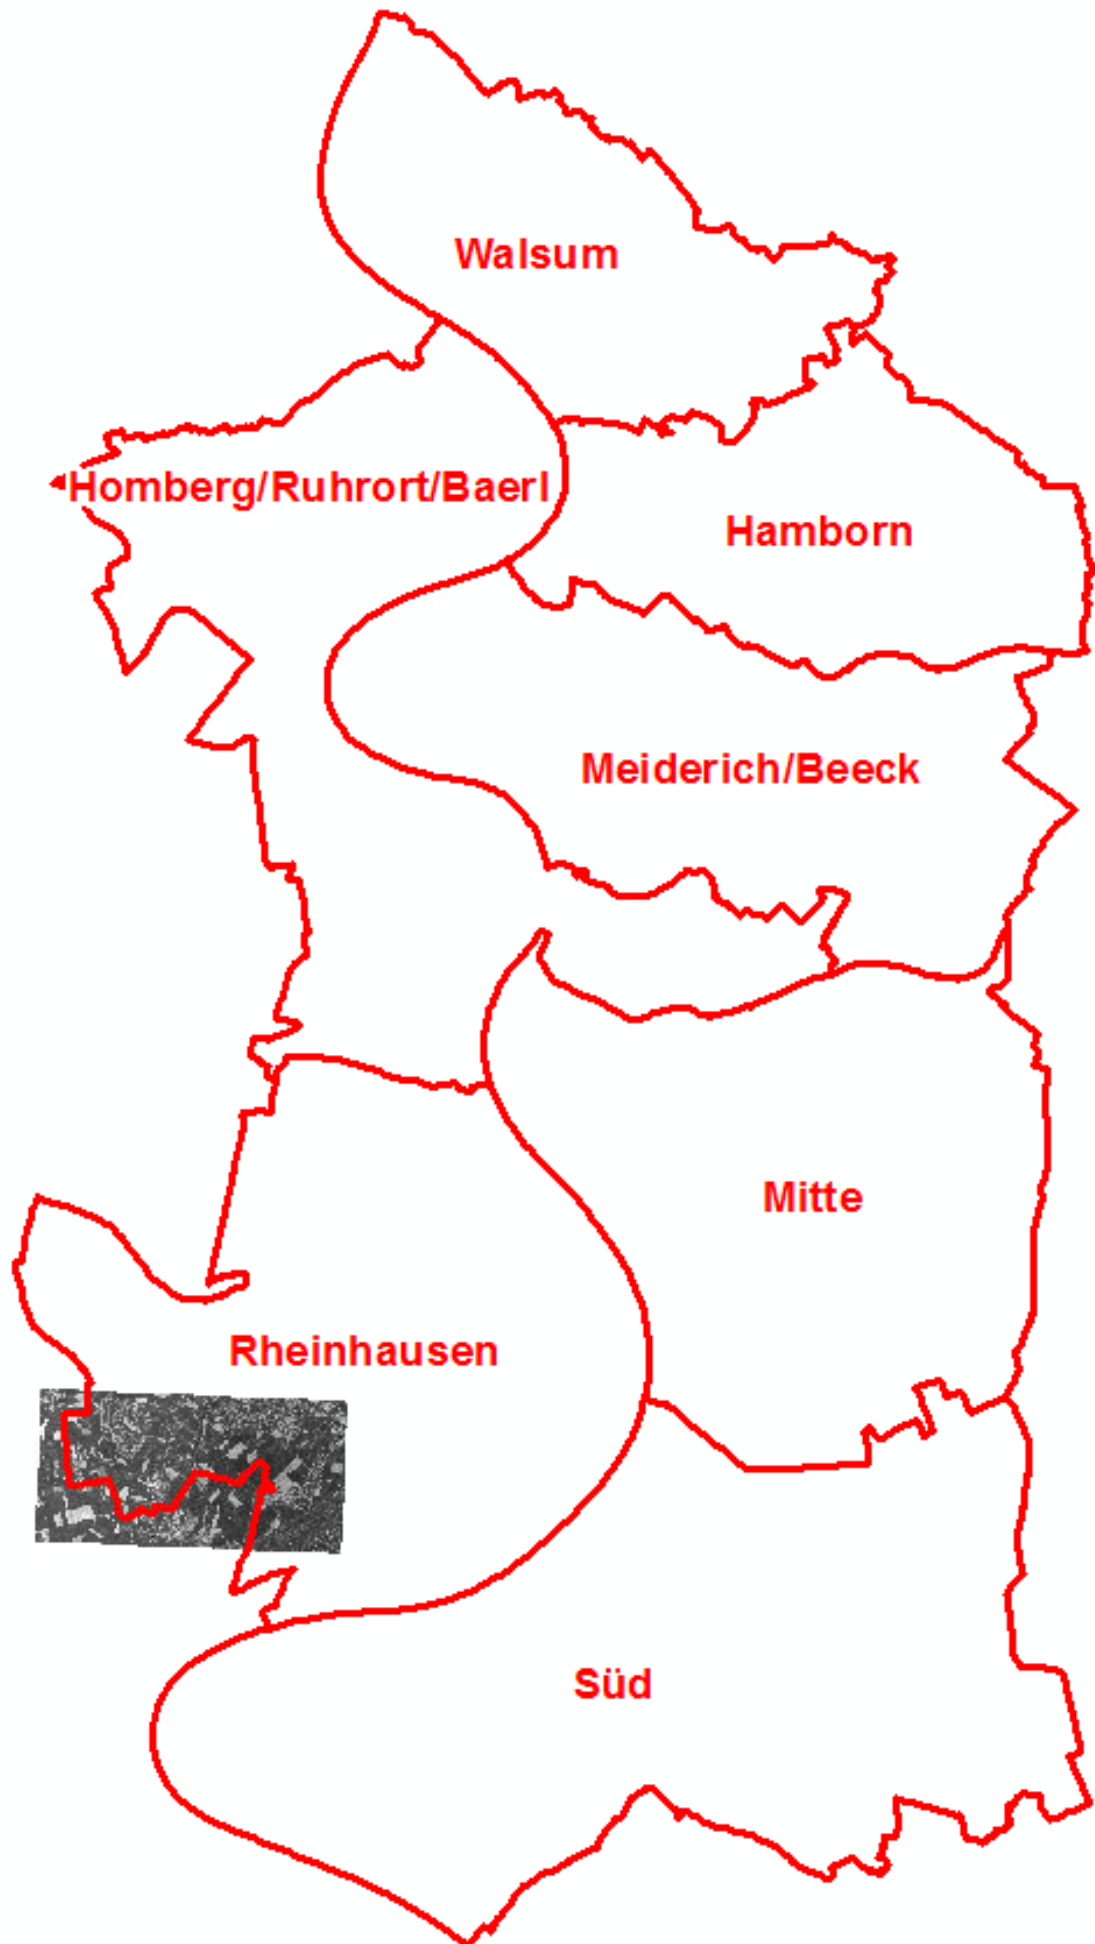 Walsum
Homberg/Ruhrort/Baerl
Hamborn
Meiderich/Beeck
Mitte
Rheinhausen
Süd